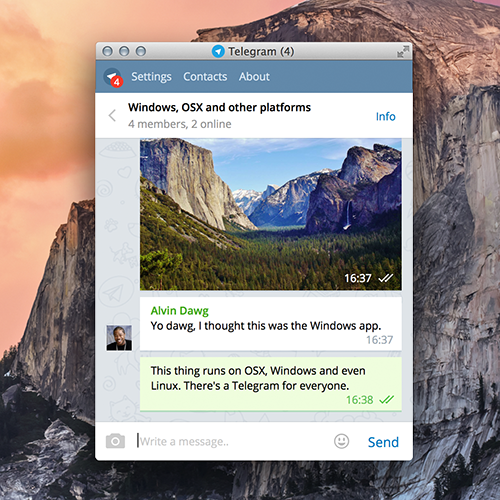 Telegram (4)
4
Settings Contacts About
Windows, OSX and other platforms
4 members, 2 online
Info
16:37
Alvin Dawg
Yo dawg, I thought this was the Windows app.
16:37
This thing runs on OSX, Windows and even
Linux. There's a Telegram for everyone.
16:38
Write a message..
Send